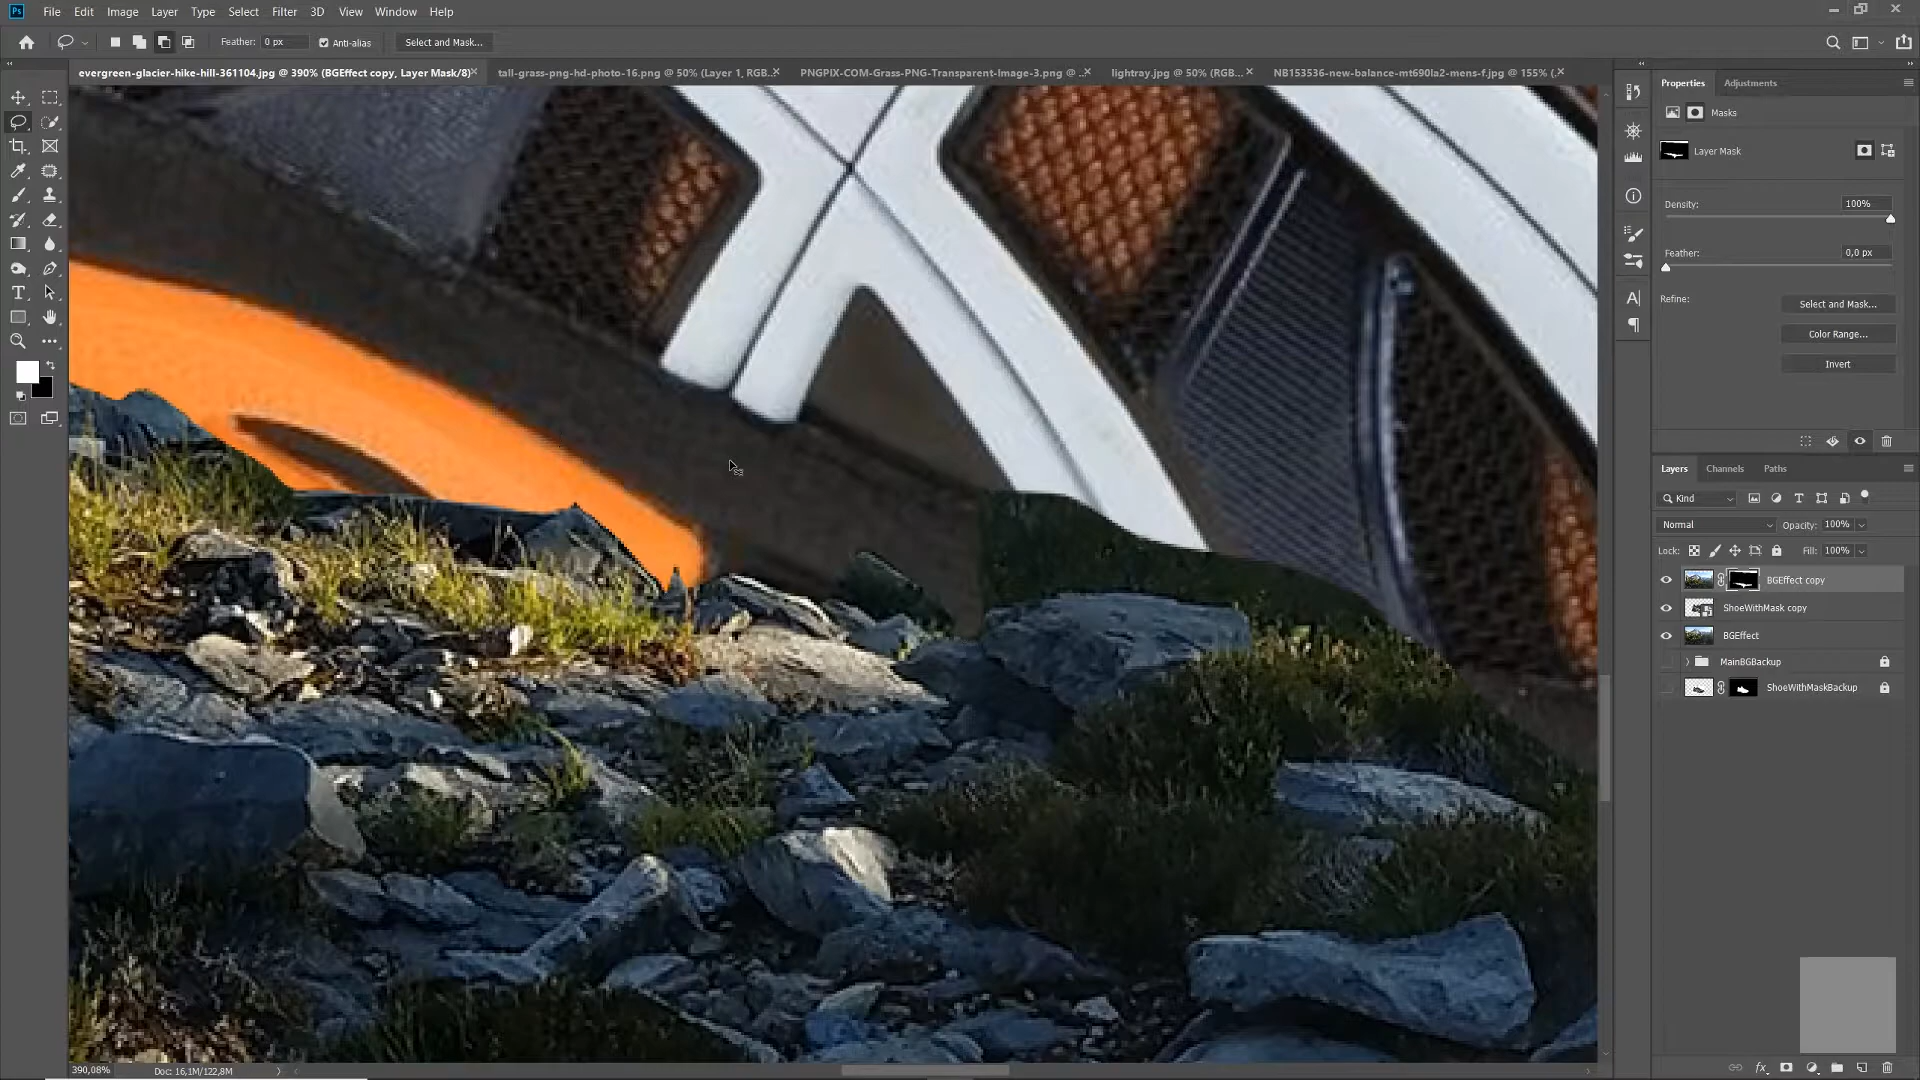 Ps File Edit Image Layer Type Select Filter 3D View Window Help
Feather: 0 px Anti-alias Select and Mask...
evergreen-glacier-hike-hill-361104.jpg @ 390% (BGEffect copy, Layer Mask/8) tall-grass-png-hd-photo-16.png @ 50% (Layer 1, RGB... PNGPIX-COM-Grass-PNG-Transparent-Image-3.png @ ... lightray.jpg @ 50% (RGB... NB153536-new-balance-mt690la2-mens-f.jpg @ 155% (...
Properties Adjustments
Masks
Layer Mask
Density: 100%
Feather: 0,0 px
Refine: Select and Mask...
Color Range...
Invert
Layers Channels Paths
Kind
Normal Opacity: 100%
Lock: Fill: 100%
BGEffect copy
ShoeWithMask copy
BGEffect
MainBGBackup
ShoeWithMaskBackup
390,08% Doc: 16,1M/122,8M